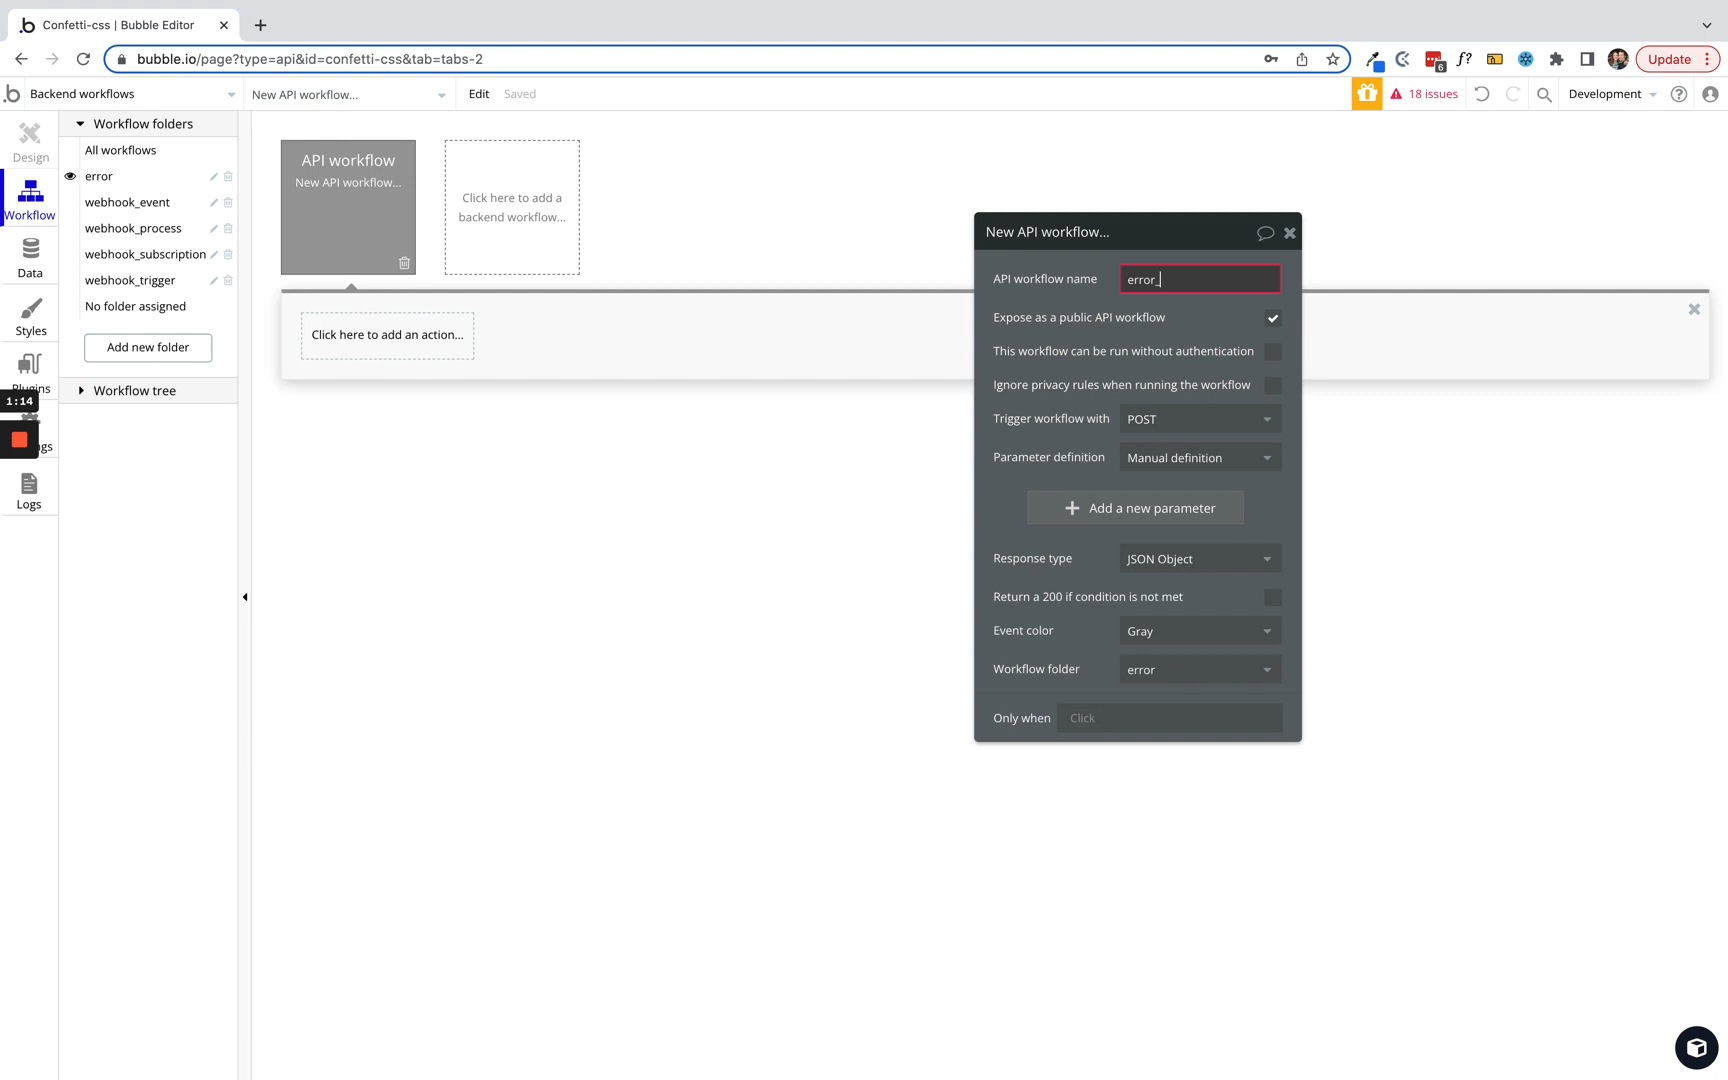 Confetti-css | Bubble Editor
bubble.io/page?type=api&id=confetti-css&tab=tabs-2
6
f?
Update
Backend workflows
New API workflow...
Edit
Saved
18 issues
Development
Design
Workflow
Data
Styles
Plugins
1:14
gs
Logs
Workflow folders
All workflows
error
webhook_event
webhook_process
webhook_subscription
webhook_trigger
No folder assigned
Add new folder
Workflow tree
API workflow
New API workflow...
Click here to add a
backend workflow...
Click here to add an action...
New API workflow...
API workflow name
error_
Expose as a public API workflow
This workflow can be run without authentication
Ignore privacy rules when running the workflow
Trigger workflow with
POST
Parameter definition
Manual definition
Add a new parameter
Response type
JSON Object
Return a 200 if condition is not met
Event color
Gray
Workflow folder
error
Only when
Click